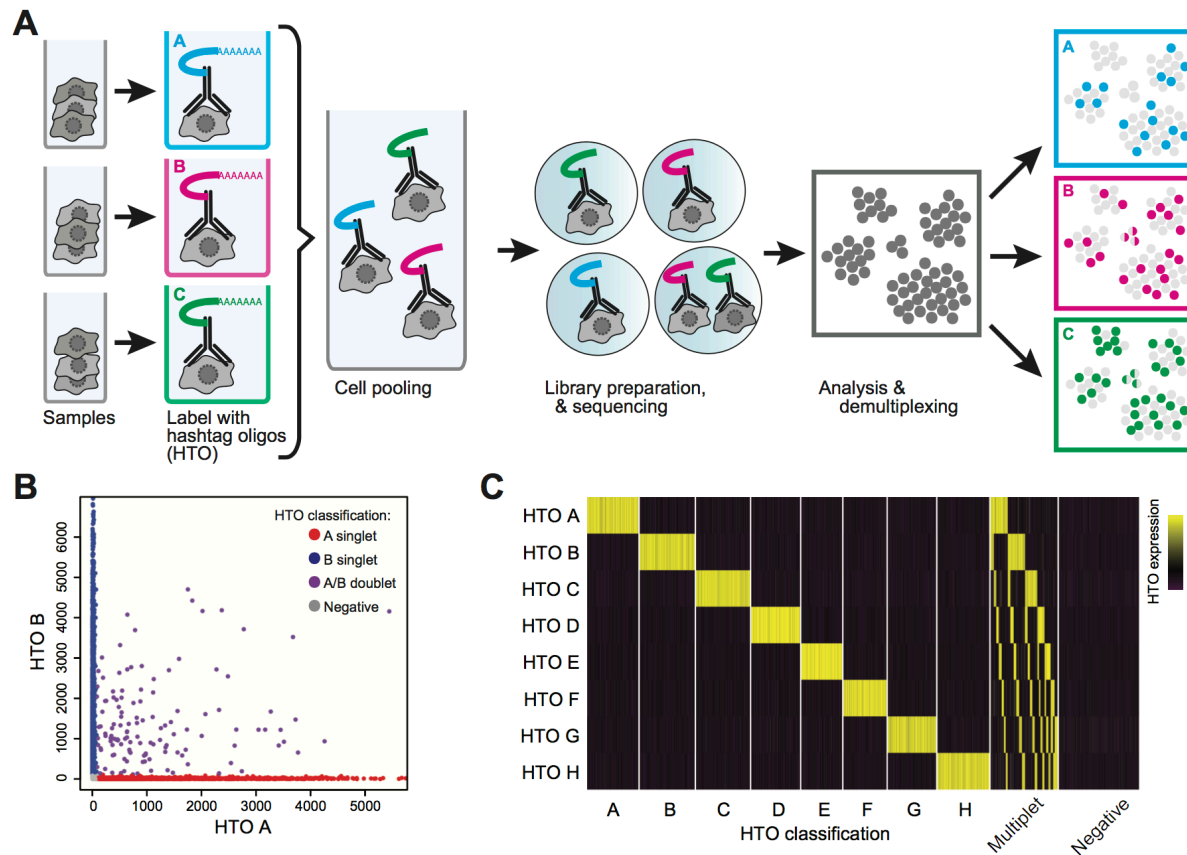 A
A
AAAAAAA
B
AAAAAAA
C
AAAAAAA
Samples
Label with
hashtag oligos
(HTO)
Cell pooling
Library preparation,
& sequencing
Analysis &
demultiplexing
A
B
C
B
HTO B
6000
5000
4000
3000
2000
1000
0
HTO classification:
A singlet
B singlet
A/B doublet
Negative
0 1000 2000 3000 4000 5000
HTO A
C
HTO A
HTO B
HTO C
HTO D
HTO E
HTO F
HTO G
HTO H
A B C D E F G H Multiplet Negative
HTO classification
HTO expression